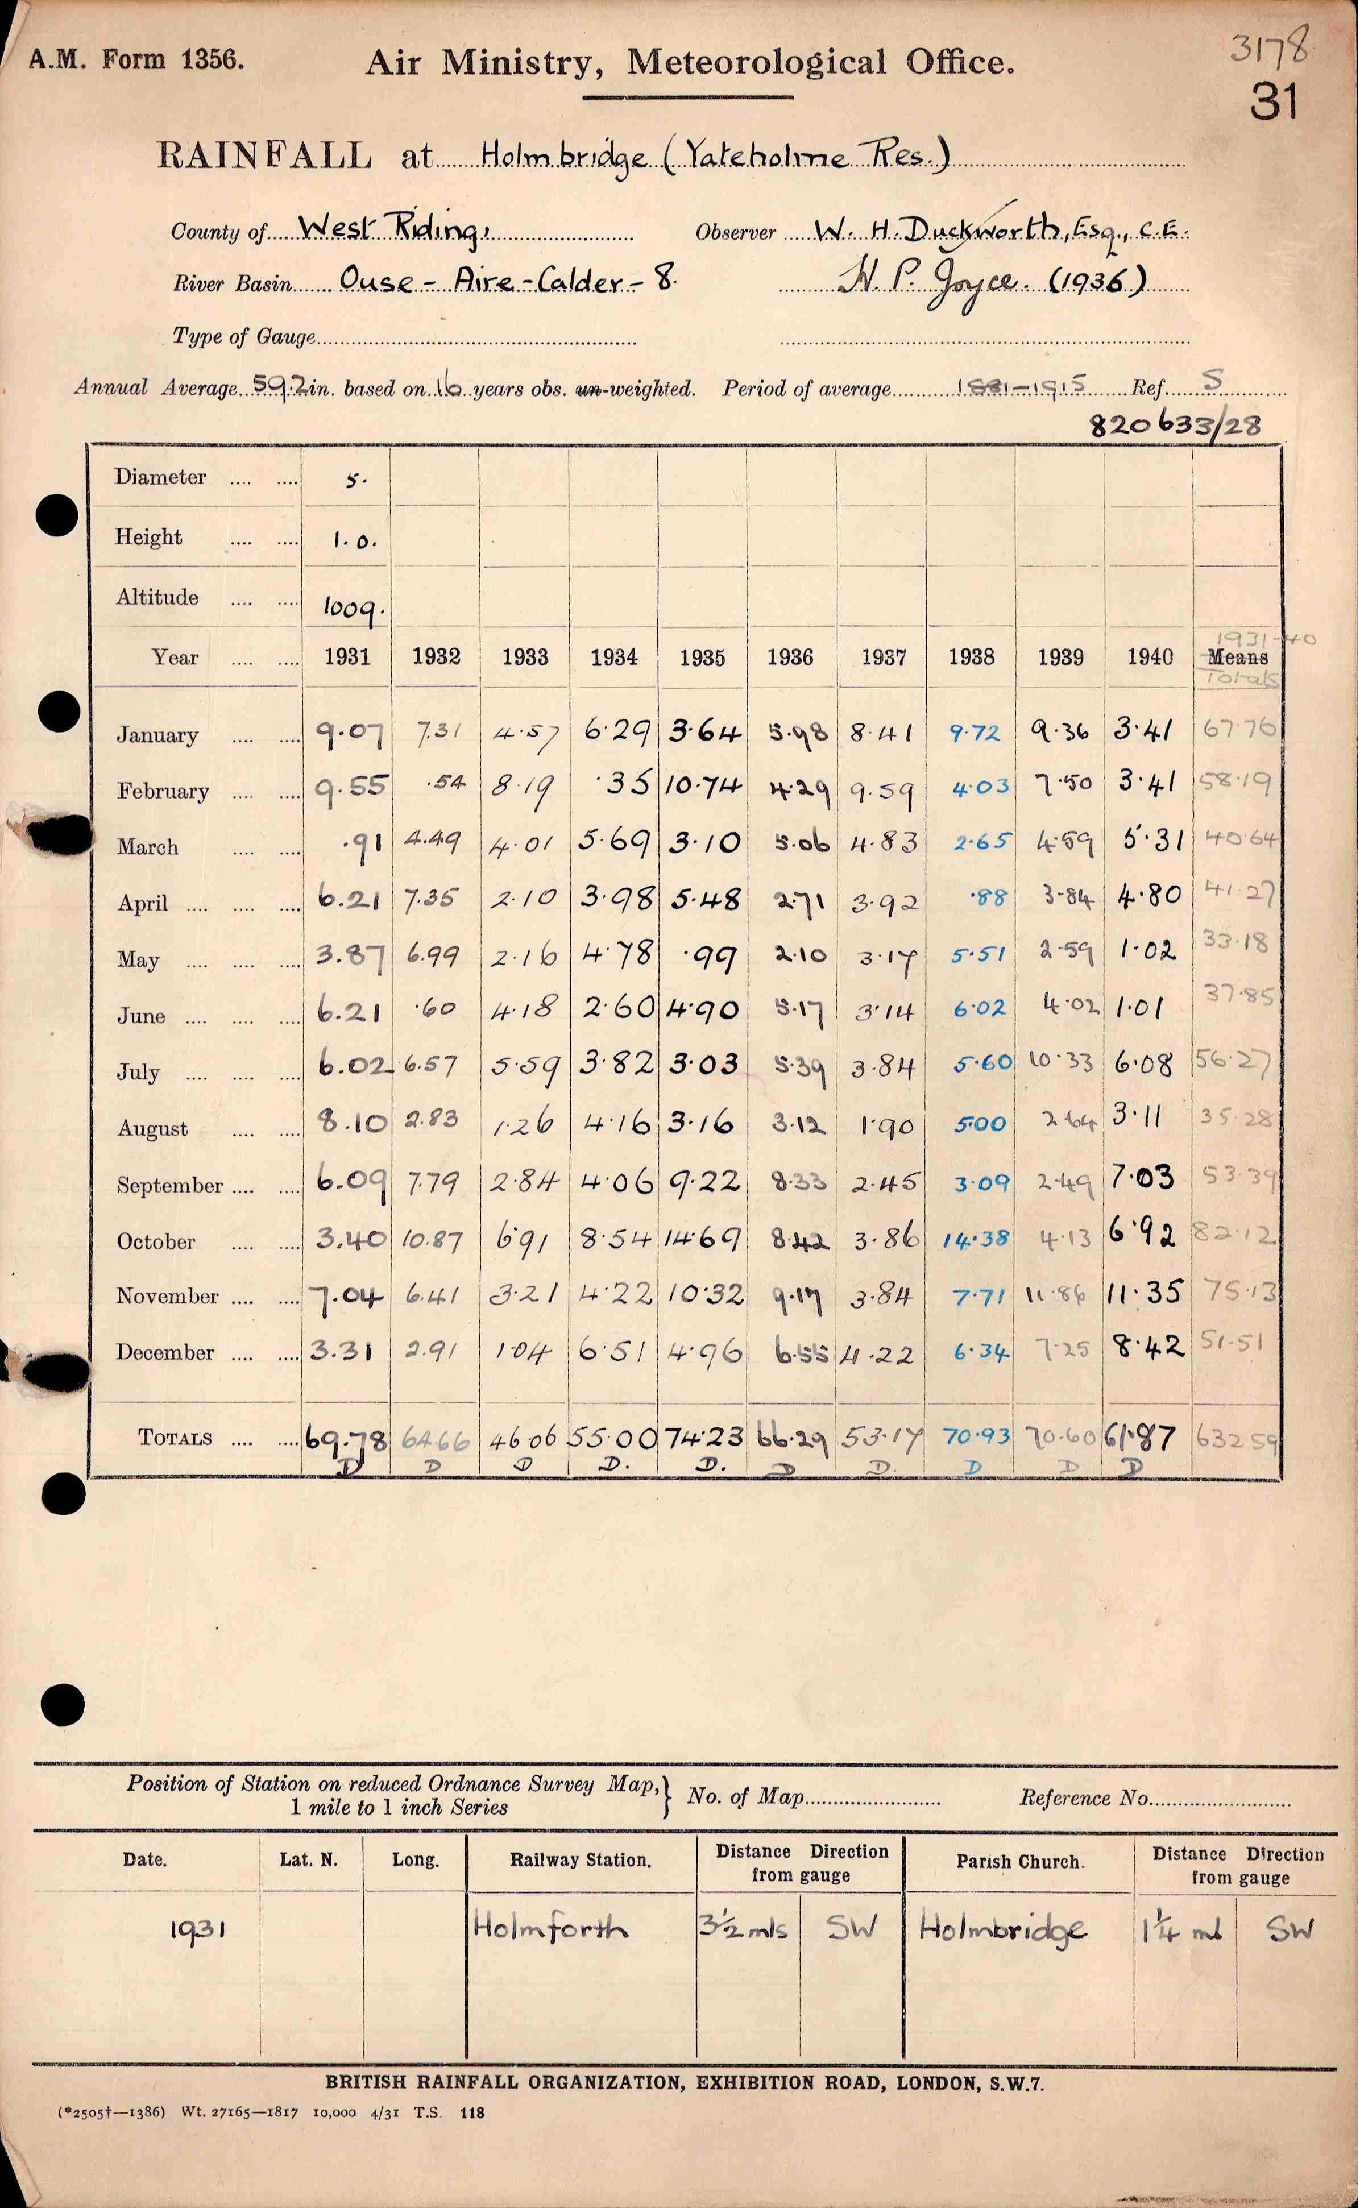 A.M. Form 1356.
Air Ministry, Meteorological Office.
3178
31
RAINFALL at Holmbridge (Yateholme Res.)
County of West Riding. Observer W. H. Duckworth, Esq., C.E.
River Basin Ouse - Aire - Calder - 8. H. P. Joyce. (1936)
Type of Gauge
Annual Average 59.2 in. based on 16 years obs. un-weighted. Period of average 1881-1915 Ref. S
820633/28
Diameter 5.
Height 1.0.
Altitude 1009.
1931-40
Year 1931 1932 1933 1934 1935 1936 1937 1938 1939 1940 Means
Totals
January 9.07 7.31 4.57 6.29 3.64 5.98 8.41 9.72 9.36 3.41 67.76
February 9.55 .54 8.19 .35 10.74 4.29 9.59 4.03 7.50 3.41 58.19
March .91 4.49 4.01 5.69 3.10 5.06 4.83 2.65 4.59 5.31 40.64
April 6.21 7.35 2.10 3.98 5.48 2.71 3.92 .88 3.84 4.80 41.27
May 3.87 6.99 2.16 4.78 .99 2.10 3.17 5.51 2.59 1.02 33.18
June 6.21 .60 4.18 2.60 4.90 5.17 3.14 6.02 4.02 1.01 37.85
July 6.02 6.57 5.59 3.82 3.03 5.39 3.84 5.60 10.33 6.08 56.27
August 8.10 2.83 1.26 4.16 3.16 3.12 1.90 5.00 2.64 3.11 35.28
September 6.09 7.79 2.84 4.06 9.22 8.33 2.45 3.09 2.49 7.03 53.39
October 3.40 10.87 6.91 8.54 14.69 8.42 3.86 14.38 4.13 6.92 82.12
November 7.04 6.41 3.21 4.22 10.32 9.17 3.84 7.71 11.86 11.35 75.13
December 3.31 2.91 1.04 6.51 4.96 6.55 4.22 6.34 7.25 8.42 51.51
TOTALS 69.78 64.66 46.06 55.00 74.23 66.29 53.17 70.93 70.60 61.87 632.59
D D D D. D. D D. D D D
Position of Station on reduced Ordnance Survey Map, } No. of Map Reference No.
1 mile to 1 inch Series
Date. Lat. N. Long. Railway Station. Distance Direction from gauge Parish Church. Distance Direction from gauge
1931 Holmforth 3½ mls SW Holmbridge 1¼ ml SW
BRITISH RAINFALL ORGANIZATION, EXHIBITION ROAD, LONDON, S.W.7.
(*2505†—1386) Wt. 27165—1817 10,000 4/31 T.S. 118